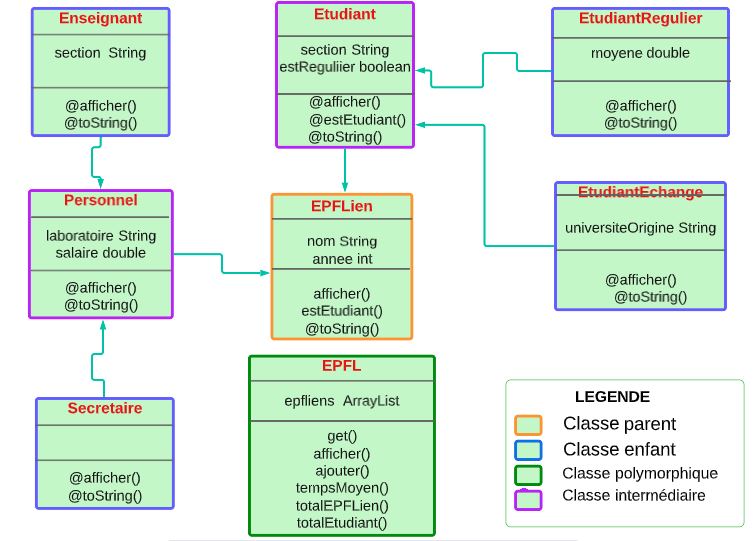 Enseignant
section String
@afficher()
@toString()
Etudiant
section String
estReguliier boolean
@afficher()
@estEtudiant()
@toString()
EtudiantRegulier
moyene double
@afficher()
@toString()
Personnel
laboratoire String
salaire double
@afficher()
@toString()
EPFLien
nom String
annee int
afficher()
estEtudiant()
@toString()
EtudiantEchange
universiteOrigine String
@afficher()
@toString()
Secretaire
@afficher()
@toString()
EPFL
epfliens ArrayList
get()
afficher()
ajouter()
tempsMoyen()
totalEPFLien()
totalEtudiant()
LEGENDE
Classe parent
Classe enfant
Classe polymorphique
Classe intermédiaire